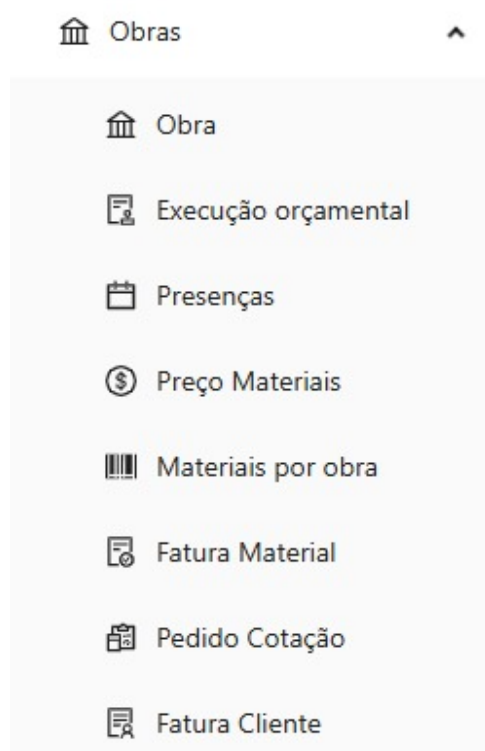 Obras
Obra
Execução orçamental
Presenças
Preço Materiais
Materiais por obra
Fatura Material
Pedido Cotação
Fatura Cliente